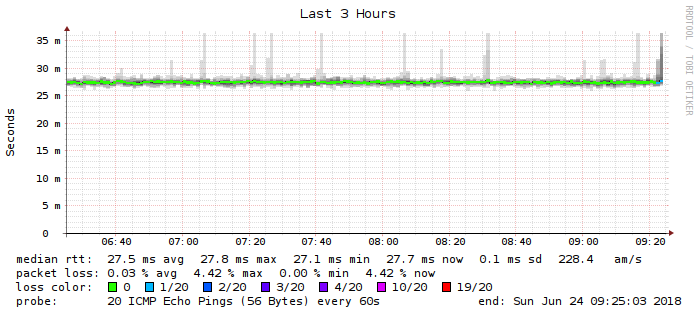 Last 3 Hours
RRDTOOL / TOBI OETIKER
Seconds
35 m
30 m
25 m
20 m
15 m
10 m
5 m
0
06:40 07:00 07:20 07:40 08:00 08:20 08:40 09:00 09:20
median rtt: 27.5 ms avg 27.8 ms max 27.1 ms min 27.7 ms now 0.1 ms sd 228.4 am/s
packet loss: 0.03 % avg 4.42 % max 0.00 % min 4.42 % now
loss color: 0 1/20 2/20 3/20 4/20 10/20 19/20
probe: 20 ICMP Echo Pings (56 Bytes) every 60s end: Sun Jun 24 09:25:03 2018